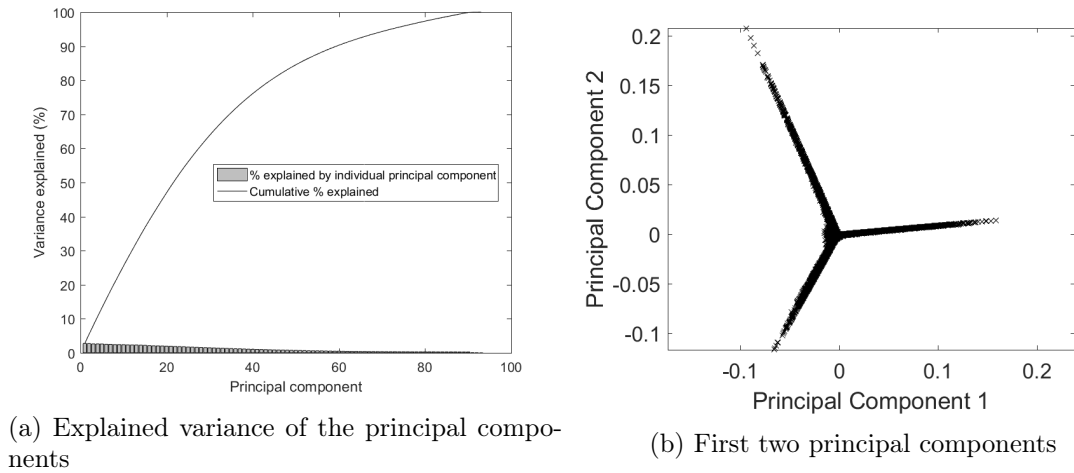 100
90
80
70
60
50
40
30
20
10
0
Variance explained (%)
% explained by individual principal component
Cumulative % explained
0 20 40 60 80 100
Principal component
(a) Explained variance of the principal compo-
nents
0.2
0.15
0.1
0.05
0
-0.05
-0.1
Principal Component 2
-0.1 0 0.1 0.2
Principal Component 1
(b) First two principal components